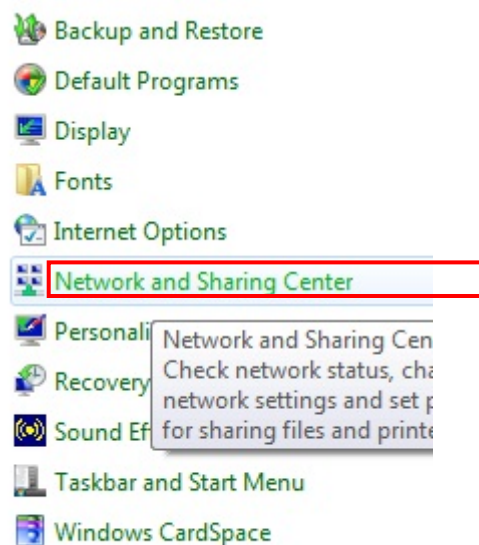 Backup and Restore
Default Programs
Display
Fonts
Internet Options
Network and Sharing Center
Personali
Network and Sharing Cen
Check network status, cha
Recovery
network settings and set p
Sound Ef
for sharing files and printe
Taskbar and Start Menu
Windows CardSpace